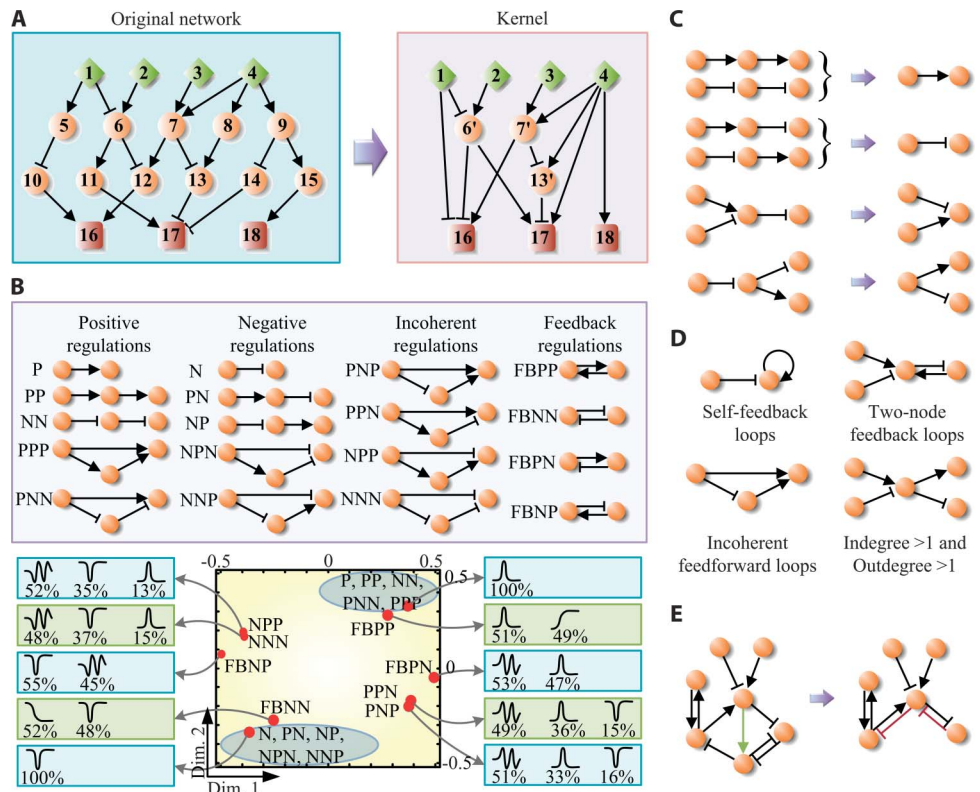 A
Original network
Kernel
1 2 3 4
5 6 7 8 9
10 11 12 13 14 15
16 17 18
1 2 3 4
6' 7'
13'
16 17 18
B
Positive regulations
Negative regulations
Incoherent regulations
Feedback regulations
P
PP
NN
PPP
PNN
N
PN
NP
NPN
NNP
PNP
PPN
NPP
NNN
FBPP
FBNN
FBPN
FBNP
52% 35% 13%
48% 37% 15%
55% 45%
52% 48%
100%
-0.5 0 0.5
0.5
0
-0.5
P, PP, NN,
PNN, PPP
FBPP
NPP
NNN
FBNP
FBPN
PPN
PNP
FBNN
N, PN, NP,
NPN, NNP
Dim. 2
Dim. 1
100%
51% 49%
53% 47%
49% 36% 15%
51% 33% 16%
C
D
Self-feedback
loops
Two-node
feedback loops
Incoherent
feedforward loops
Indegree >1 and
Outdegree >1
E